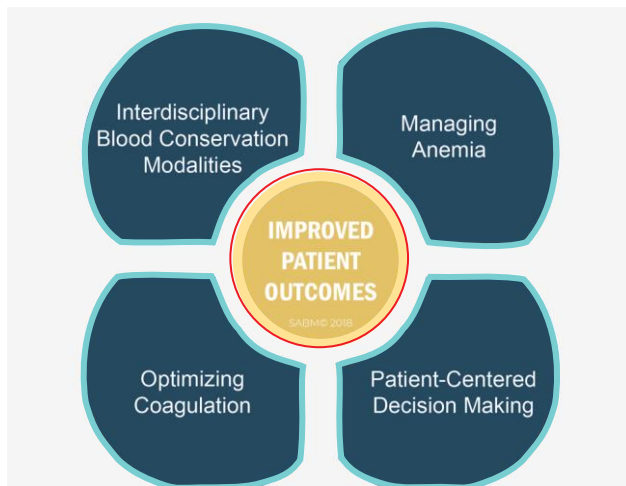 Interdisciplinary
Blood Conservation
Modalities
Managing
Anemia
IMPROVED
PATIENT
OUTCOMES
SABM© 2018
Optimizing
Coagulation
Patient-Centered
Decision Making